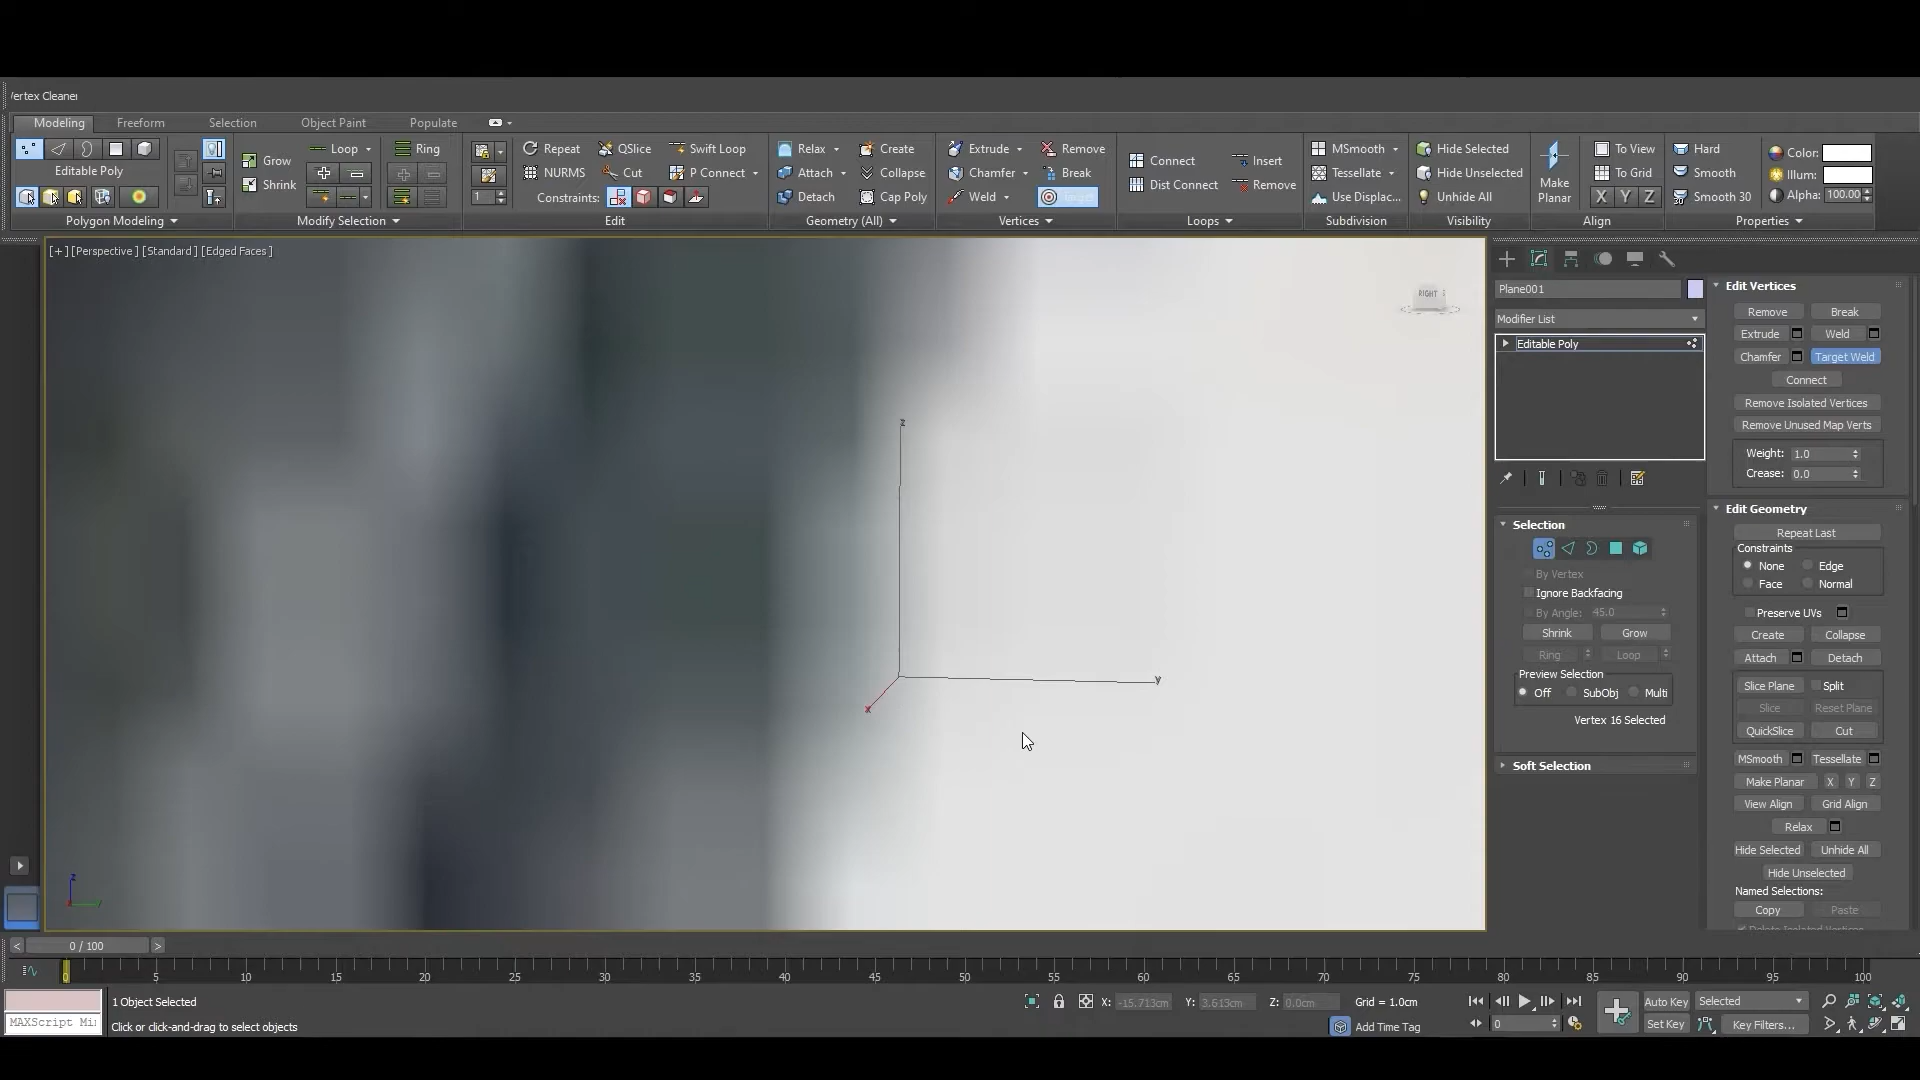 ertex Cleaner
Modeling Freeform Selection Object Paint Populate
Loop Ring Repeat QSlice Swift Loop Relax Create Extrude Remove MSmooth Hide Selected To View Hard Color:
Editable Poly Grow NURMS Cut P Connect Attach Collapse Chamfer Break Connect Insert Tessellate Hide Unselected Make Planar To Grid Smooth Illum:
Shrink 1 Constraints: Detach Cap Poly Weld Target Dist Connect Remove Use Displac... Unhide All X Y Z Smooth 30 Alpha: 100.00
Polygon Modeling Modify Selection Edit Geometry (All) Vertices Loops Subdivision Visibility Align Properties
[+] [Perspective] [Standard] [Edged Faces]
RIGHT
z
y
x
z
Plane001
Modifier List
Editable Poly
Selection
By Vertex
Ignore Backfacing
By Angle: 45.0
Shrink Grow
Ring Loop
Preview Selection
Off SubObj Multi
Vertex 16 Selected
Soft Selection
Edit Vertices
Remove Break
Extrude Weld
Chamfer Target Weld
Connect
Remove Isolated Vertices
Remove Unused Map Verts
Weight: 1.0
Crease: 0.0
Edit Geometry
Repeat Last
Constraints
None Edge
Face Normal
Preserve UVs
Create Collapse
Attach Detach
Slice Plane Split
Slice Reset Plane
QuickSlice Cut
MSmooth Tessellate
Make Planar X Y Z
View Align Grid Align
Relax
Hide Selected Unhide All
Hide Unselected
Named Selections:
Copy Paste
Delete Isolated Vertices
< 0 / 100 >
0 5 10 15 20 25 30 35 40 45 50 55 60 65 70 75 80 85 90 95 100
1 Object Selected X: -15.713cm Y: 3.613cm Z: 0.0cm Grid = 1.0cm Auto Key Selected
MAXScript Mi Click or click-and-drag to select objects Add Time Tag 0 Set Key Key Filters...